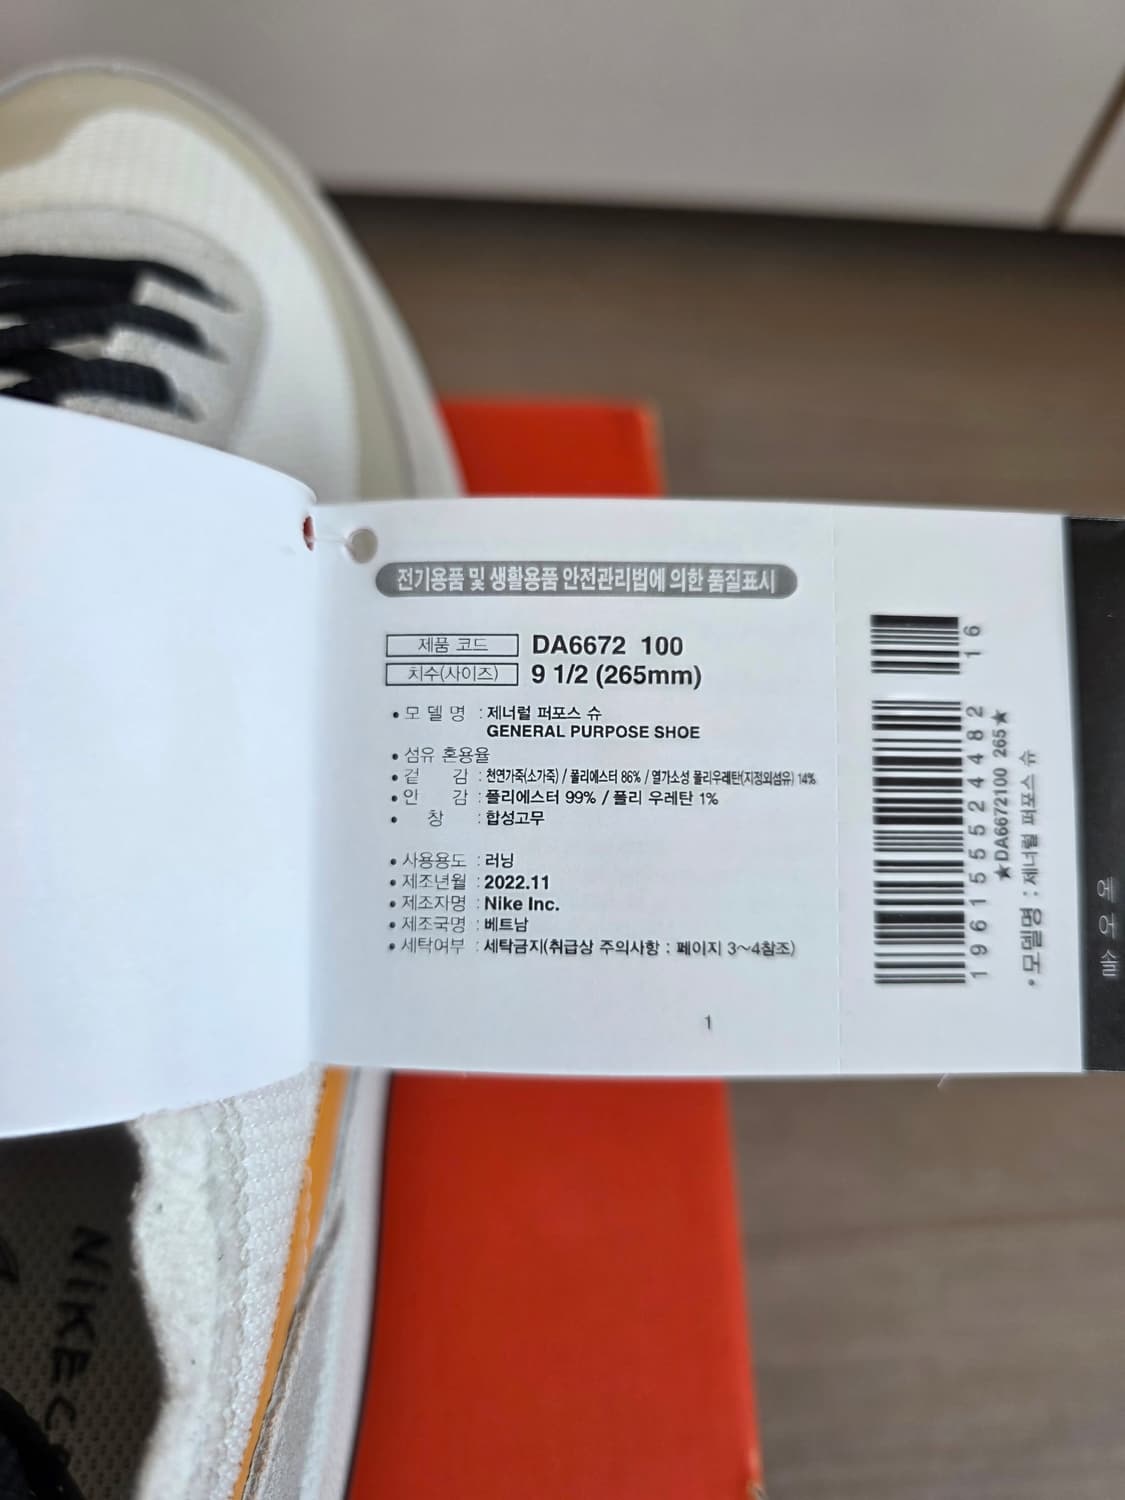 전기용품 및 생활용품 안전관리법에 의한 품질표시
제품 코드 DA6672 100
치수(사이즈) 9 1/2 (265mm)
• 모 델 명 : 제너럴 퍼포스 슈
GENERAL PURPOSE SHOE
• 섬유 혼용율
• 겉 감 : 천연가죽(소가죽) / 폴리에스터 86% / 열가소성 폴리우레탄(지정외섬유) 14%
• 안 감 : 폴리에스터 99% / 폴리 우레탄 1%
• 창 : 합성고무
• 사용용도 : 러닝
• 제조년월 : 2022.11
• 제조자명 : Nike Inc.
• 제조국명 : 베트남
• 세탁여부 : 세탁금지(취급상 주의사항 : 페이지 3~4참조)
1
196155524482 16
★DA6672100 265★
• 모델명 : 제너럴 퍼포스 슈
에어솔
NIKE